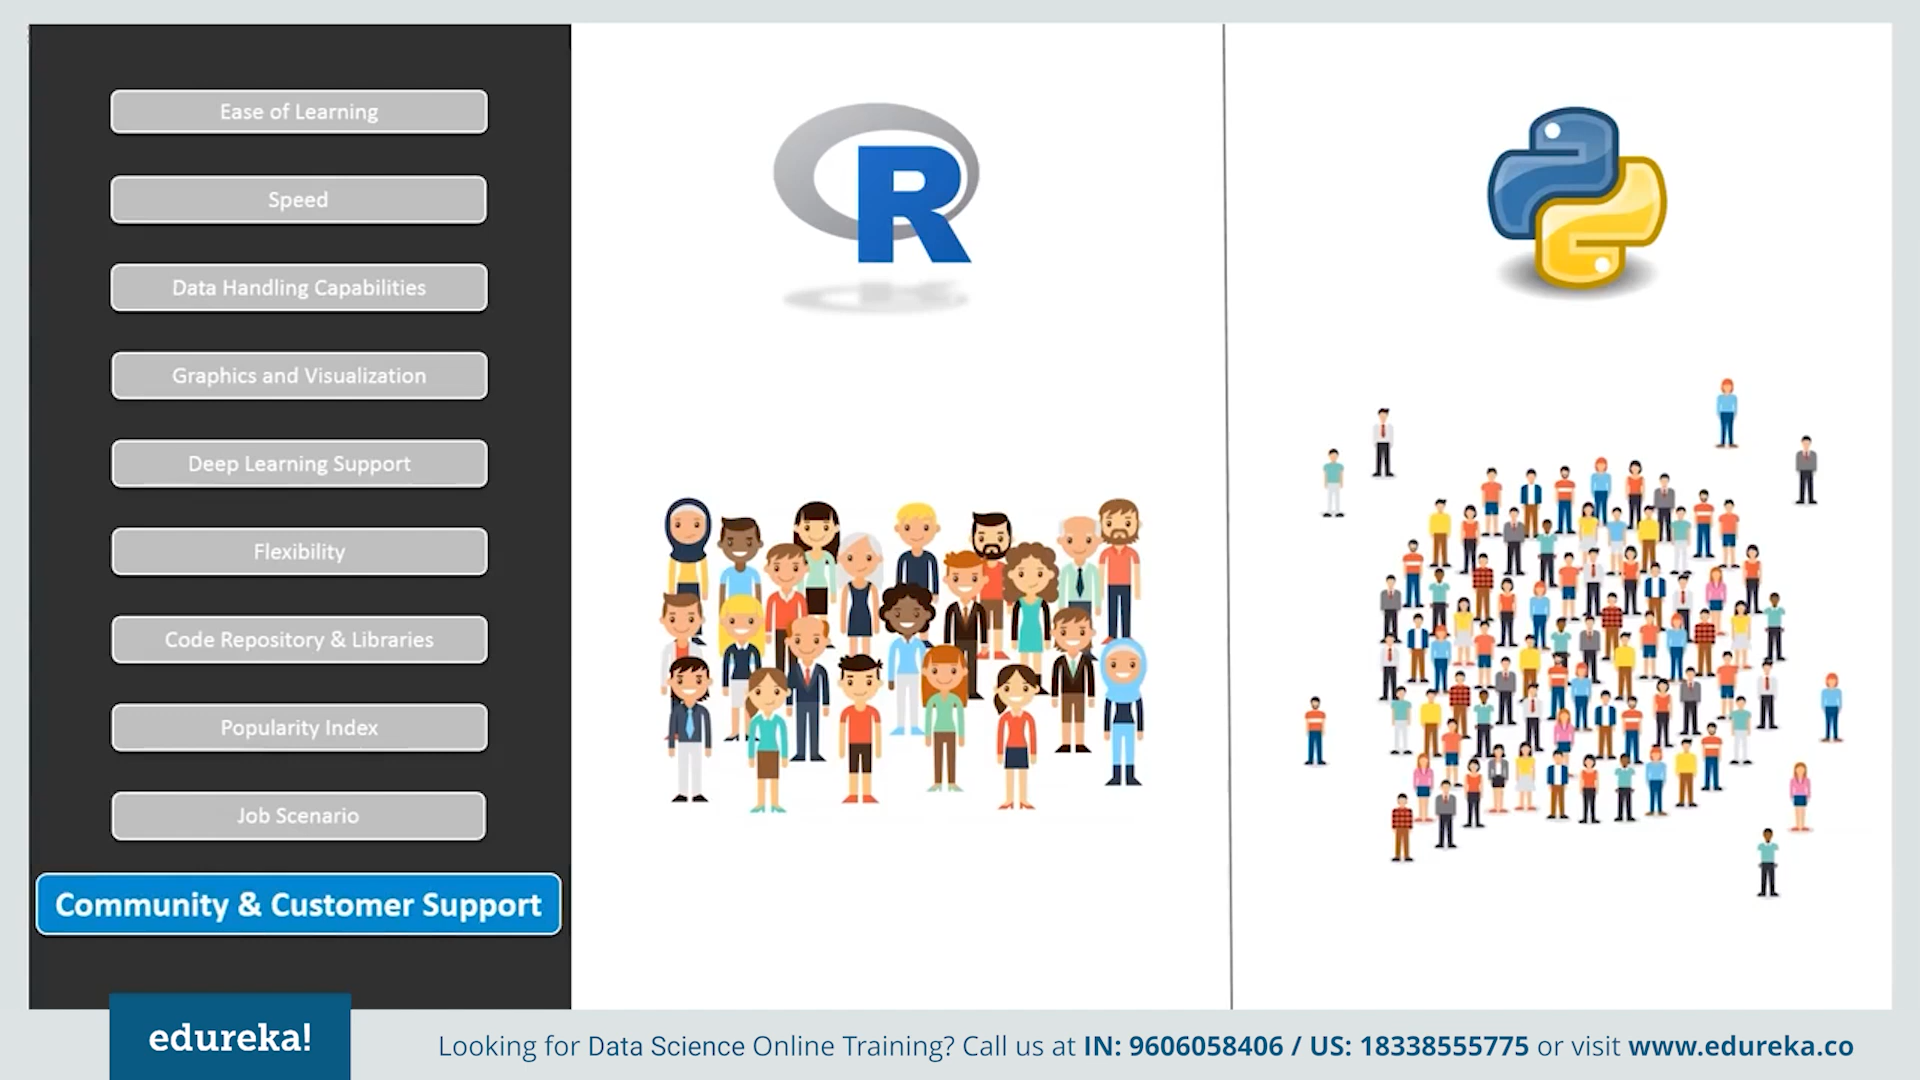 Ease of Learning
Speed
Data Handling Capabilities
Graphics and Visualization
Deep Learning Support
Flexibility
Code Repository & Libraries
Popularity Index
Job Scenario
Community & Customer Support
R
edureka!
Looking for Data Science Online Training? Call us at IN: 9606058406 / US: 18338555775 or visit www.edureka.co